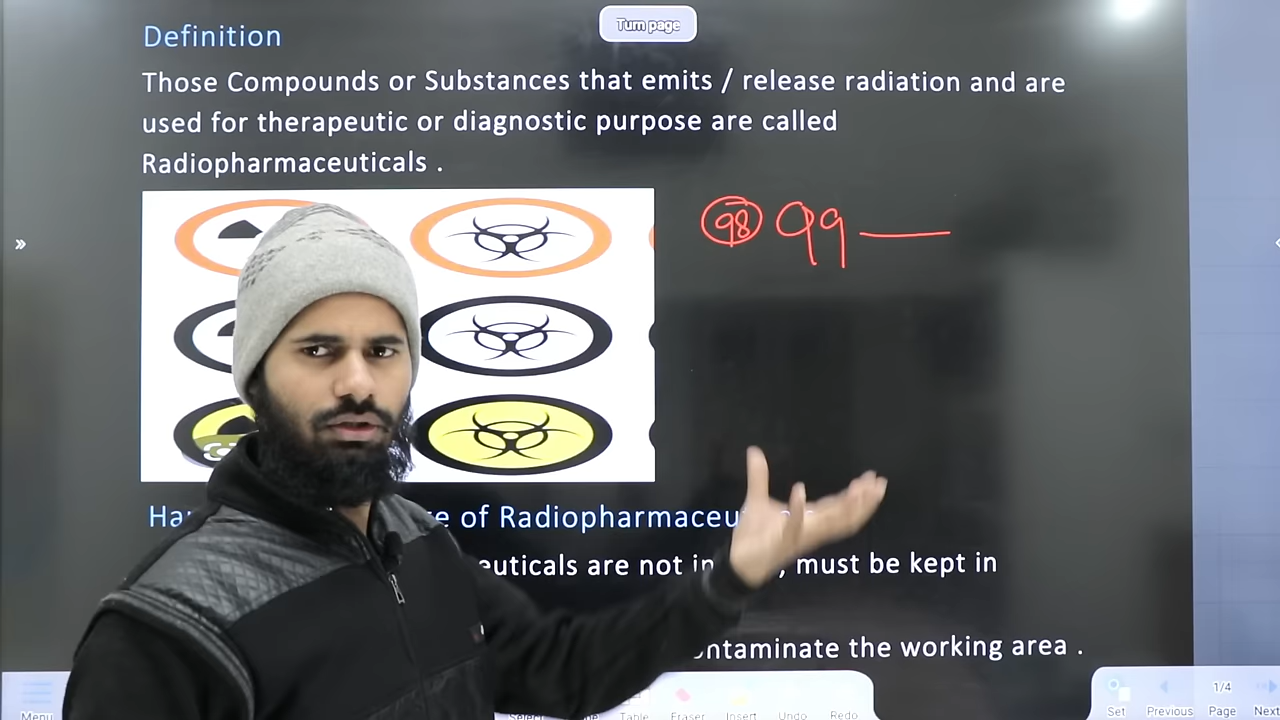 Definition
Turn page
Those Compounds or Substances that emits / release radiation and are
used for therapeutic or diagnostic purpose are called
Radiopharmaceuticals .
98 99
e of Radiopharmaceu
euticals are not in , must be kept in
ontaminate the working area .
Menu
Select
Table
Eraser
Insert
Undo
Redo
Set
Previous
1/4
Page
Next